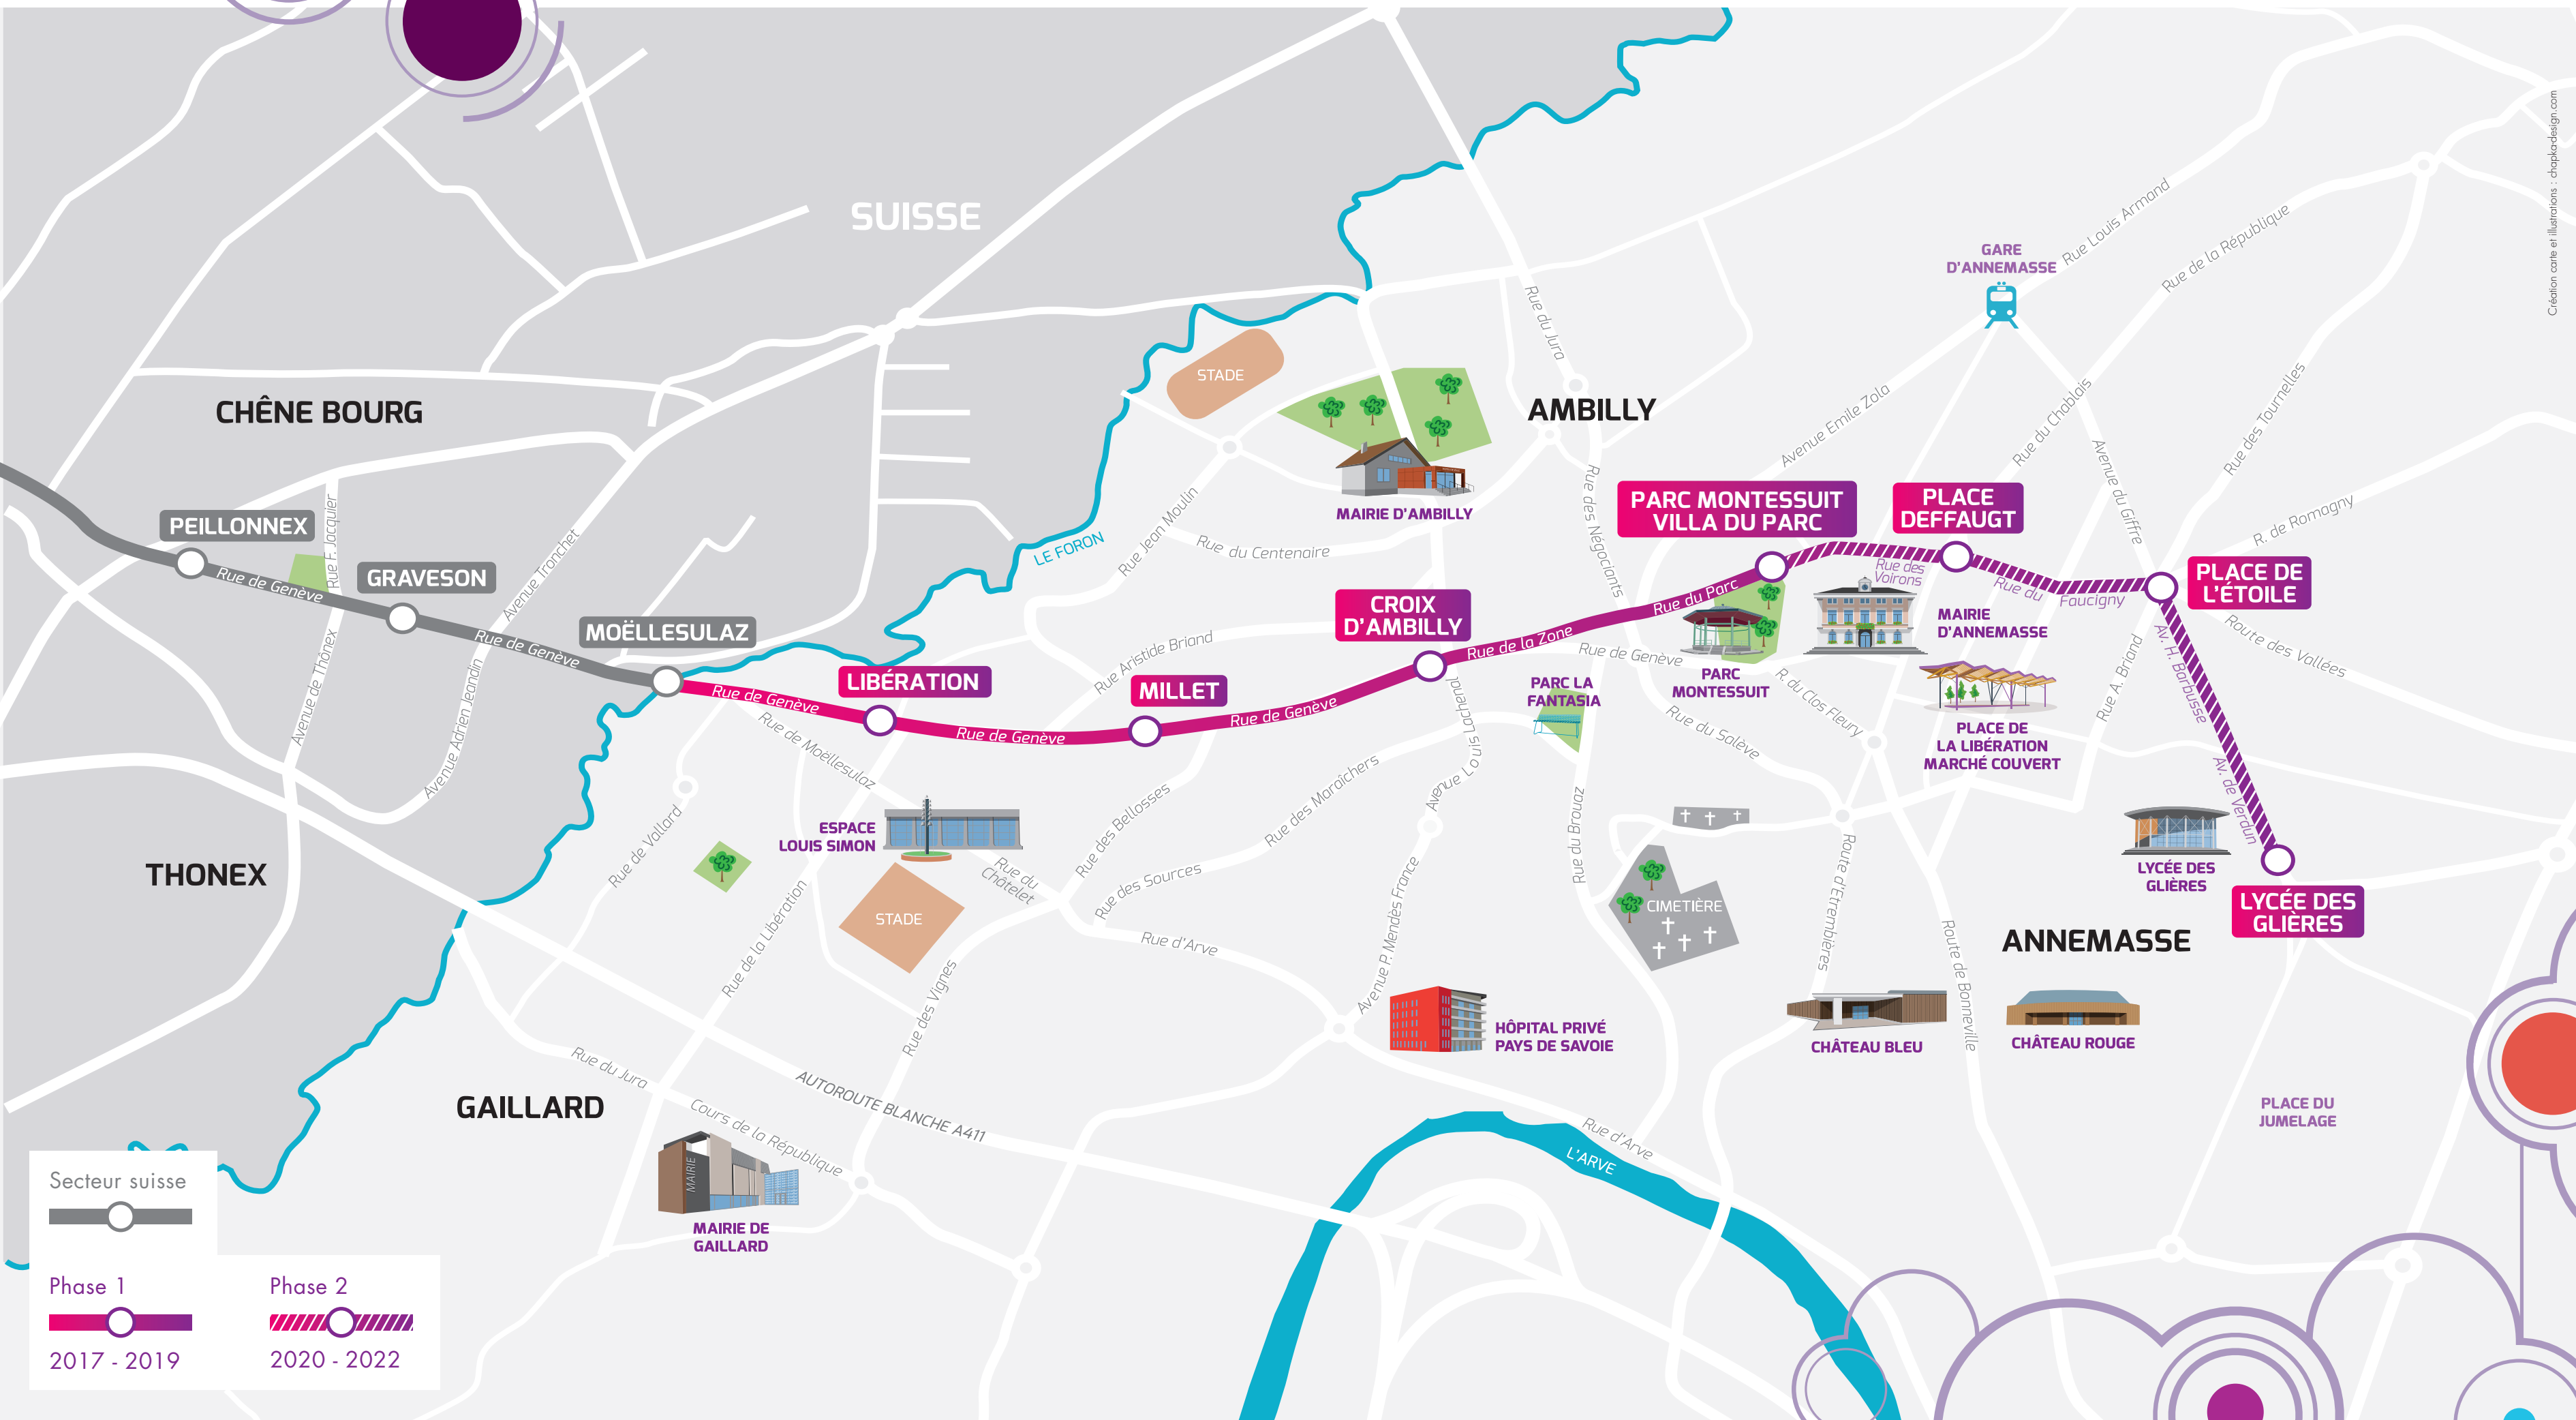 SUISSE
CHÊNE BOURG
THONEX
GAILLARD
AMBILLY
ANNEMASSE
PEILLONNEX
GRAVESON
MOËLLESULAZ
LIBÉRATION
MILLET
CROIX
D'AMBILLY
PARC MONTESSUIT
VILLA DU PARC
PLACE
DEFFAUGT
PLACE DE
L'ÉTOILE
LYCÉE DES
GLIÈRES
Rue de Genève
Rue de Genève
Rue de Genève
Rue de Genève
Rue de Genève
Rue de la Zone
Rue du Parc
Rue des
Voirons
Rue du
Faucigny
Av. H. Barbusse
Av. de Verdun
Rue F. Jacquier
Avenue de Thônex
Avenue Tronchet
Avenue Adrien Jeandin
LE FORON
STADE
MAIRIE D'AMBILLY
Rue Jean Moulin
Rue du Centenaire
Rue Aristide Briand
Rue du Jura
Rue des Négociants
Rue de Genève
GARE
D'ANNEMASSE
Rue Louis Armand
Rue de la République
Avenue Emile Zola
Rue du Chablais
Avenue du Giffre
Rue des Tournelles
R. de Romagny
Route des Vallées
Rue A. Briand
MAIRIE
D'ANNEMASSE
PARC
MONTESSUIT
PARC LA
FANTASIA
R. du Clos Fleury
Rue du Salève
PLACE DE
LA LIBÉRATION
MARCHÉ COUVERT
LYCÉE DES
GLIÈRES
Rue de Moëllesulaz
Rue de Vallard
ESPACE
LOUIS SIMON
STADE
Rue du
Châtelet
Rue de la Libération
Rue des Vignes
Rue des Bellosses
Rue des Sources
Rue des Maraîchers
Avenue Louis Lachenal
Avenue P. Mendès France
Rue du Brouaz
CIMETIÈRE
Route d'Etrembières
Route de Bonneville
Rue d'Arve
HÔPITAL PRIVÉ
PAYS DE SAVOIE
CHÂTEAU BLEU
CHÂTEAU ROUGE
PLACE DU
JUMELAGE
Rue d'Arve
L'ARVE
AUTOROUTE BLANCHE A411
Rue du Jura
Cours de la République
MAIRIE
MAIRIE DE
GAILLARD
Secteur suisse
Phase 1
2017 - 2019
Phase 2
2020 - 2022
Création carte et illustrations : chapka-design.com